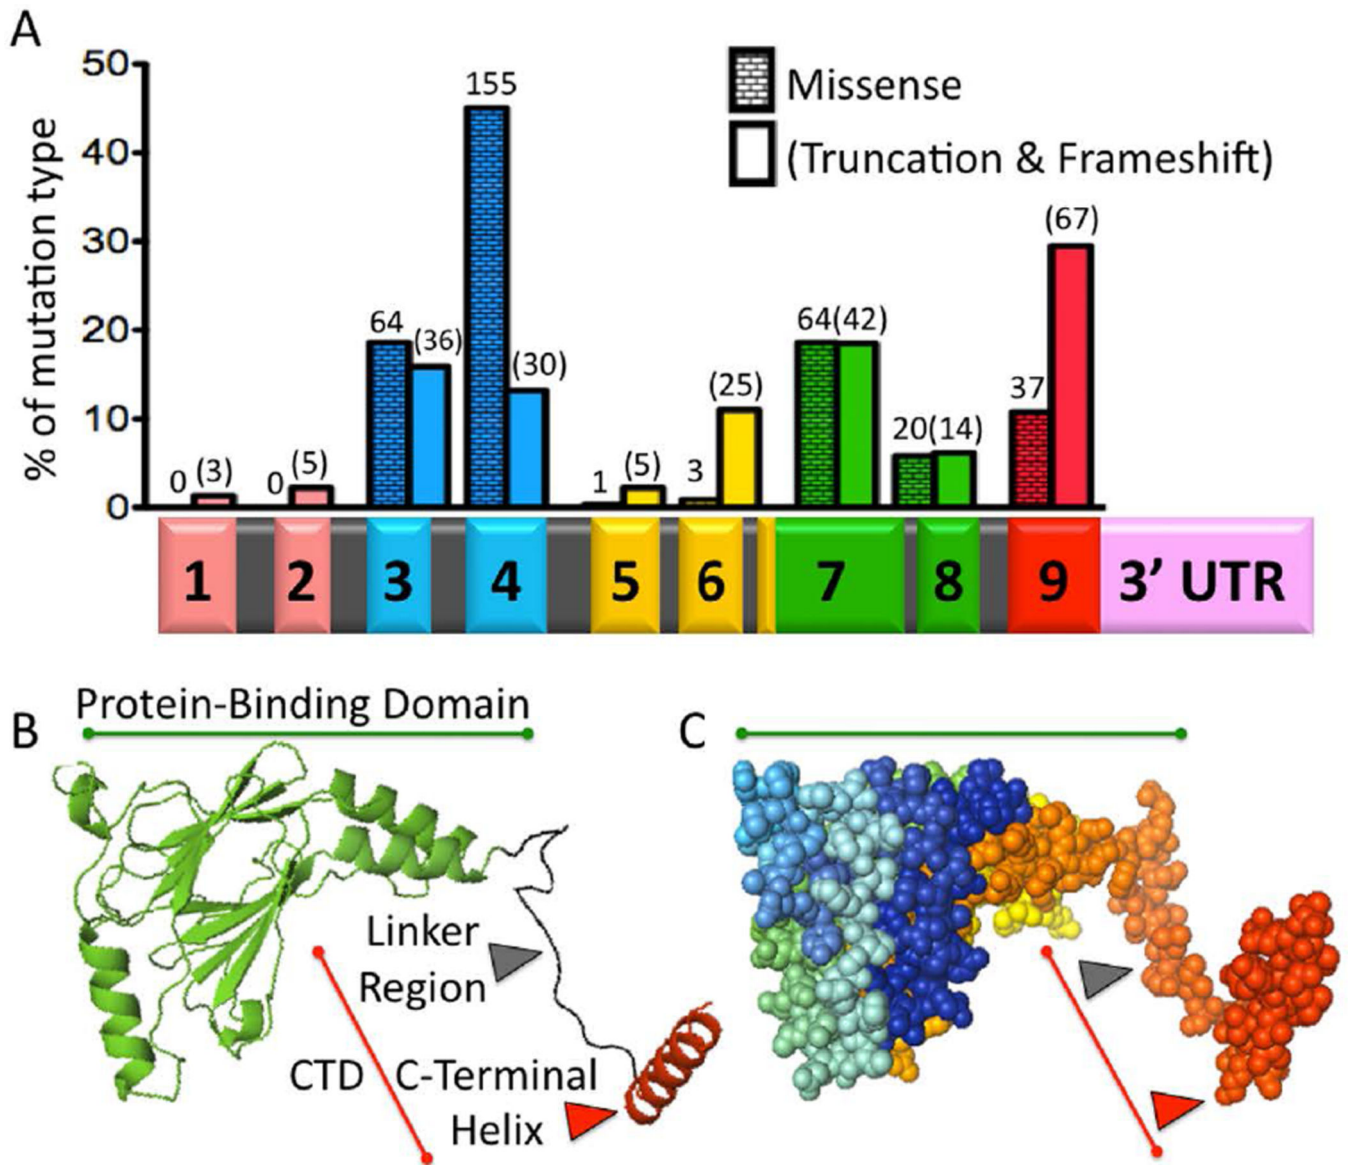 A
% of mutation type
50
40
30
20
10
0
Missense
(Truncation & Frameshift)
0 (3)
0 (5)
64 (36)
155 (30)
1 (5)
3 (25)
64(42)
20(14)
37 (67)
1 2 3 4 5 6 7 8 9 3’ UTR
B
Protein-Binding Domain
Linker
Region
CTD
C-Terminal
Helix
C